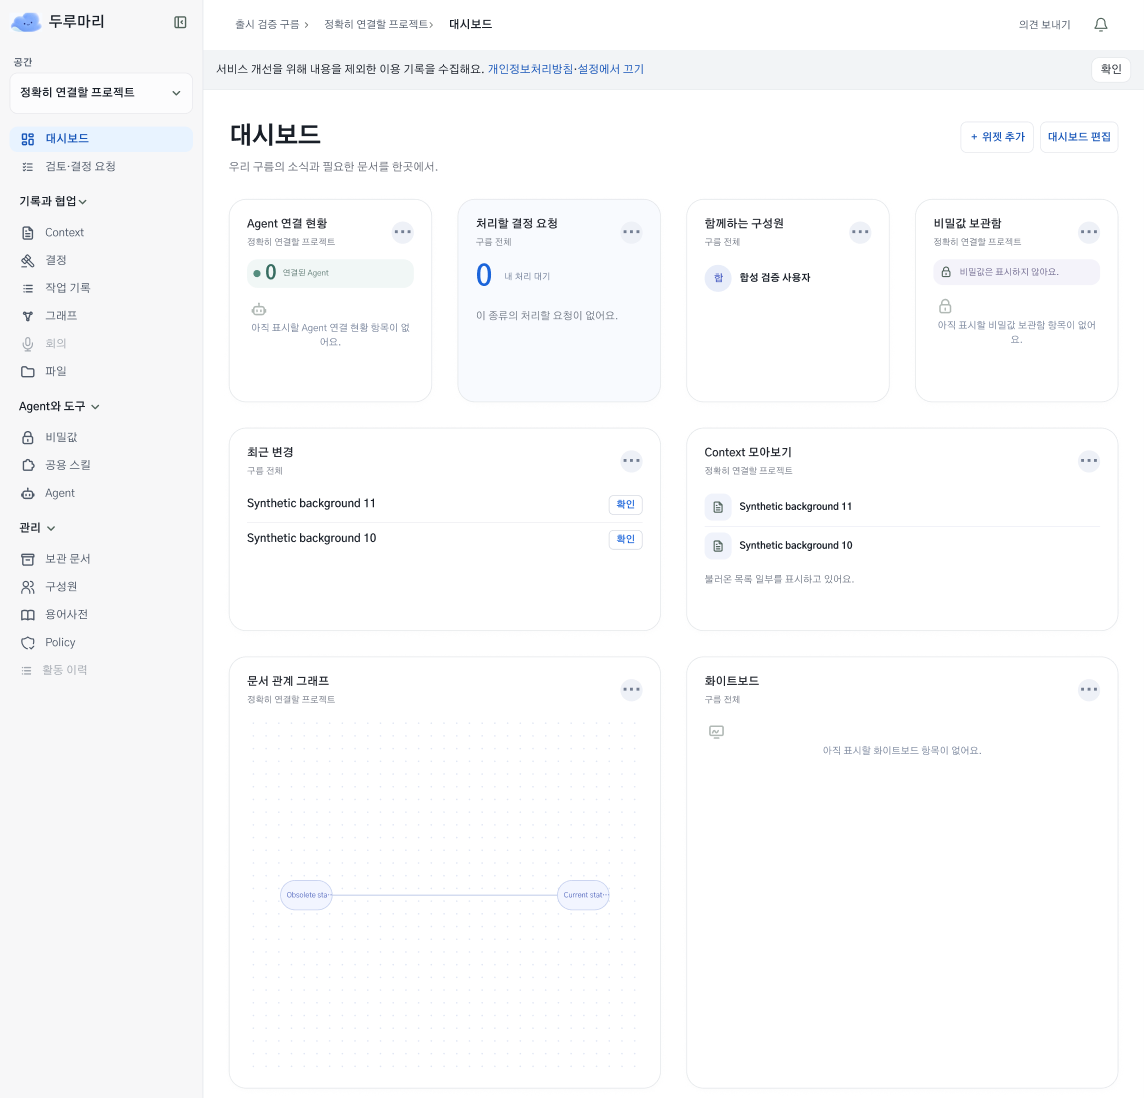 두루마리
공간
정확히 연결할 프로젝트
대시보드
검토·결정 요청
기록과 협업
Context
결정
작업 기록
그래프
회의
파일
Agent와 도구
비밀값
공용 스킬
Agent
관리
보관 문서
구성원
용어사전
Policy
활동 이력
출시 검증 구름 › 정확히 연결할 프로젝트› 대시보드
의견 보내기
서비스 개선을 위해 내용을 제외한 이용 기록을 수집해요. 개인정보처리방침·설정에서 끄기
확인
대시보드
우리 구름의 소식과 필요한 문서를 한곳에서.
+ 위젯 추가
대시보드 편집
Agent 연결 현황
정확히 연결할 프로젝트
0 연결된 Agent
아직 표시할 Agent 연결 현황 항목이 없
어요.
처리할 결정 요청
구름 전체
0 내 처리 대기
이 종류의 처리할 요청이 없어요.
함께하는 구성원
구름 전체
합 합성 검증 사용자
비밀값 보관함
정확히 연결할 프로젝트
비밀값은 표시하지 않아요.
아직 표시할 비밀값 보관함 항목이 없어
요.
최근 변경
구름 전체
Synthetic background 11
확인
Synthetic background 10
확인
Context 모아보기
정확히 연결할 프로젝트
Synthetic background 11
Synthetic background 10
불러온 목록 일부를 표시하고 있어요.
문서 관계 그래프
정확히 연결할 프로젝트
Obsolete sta…
Current stat…
화이트보드
구름 전체
아직 표시할 화이트보드 항목이 없어요.